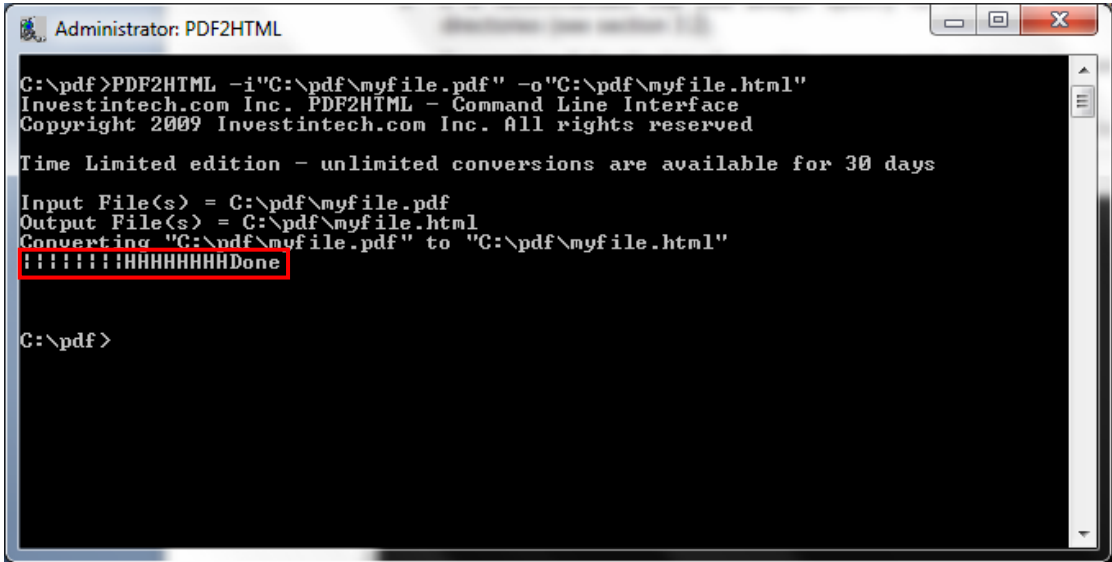 Administrator: PDF2HTML
C:\pdf>PDF2HTML -i"C:\pdf\myfile.pdf" -o"C:\pdf\myfile.html"
Investintech.com Inc. PDF2HTML - Command Line Interface
Copyright 2009 Investintech.com Inc. All rights reserved
Time Limited edition - unlimited conversions are available for 30 days
Input File(s) = C:\pdf\myfile.pdf
Output File(s) = C:\pdf\myfile.html
Converting "C:\pdf\myfile.pdf" to "C:\pdf\myfile.html"
¦¦¦¦¦¦¦¦HHHHHHHHDone
C:\pdf>